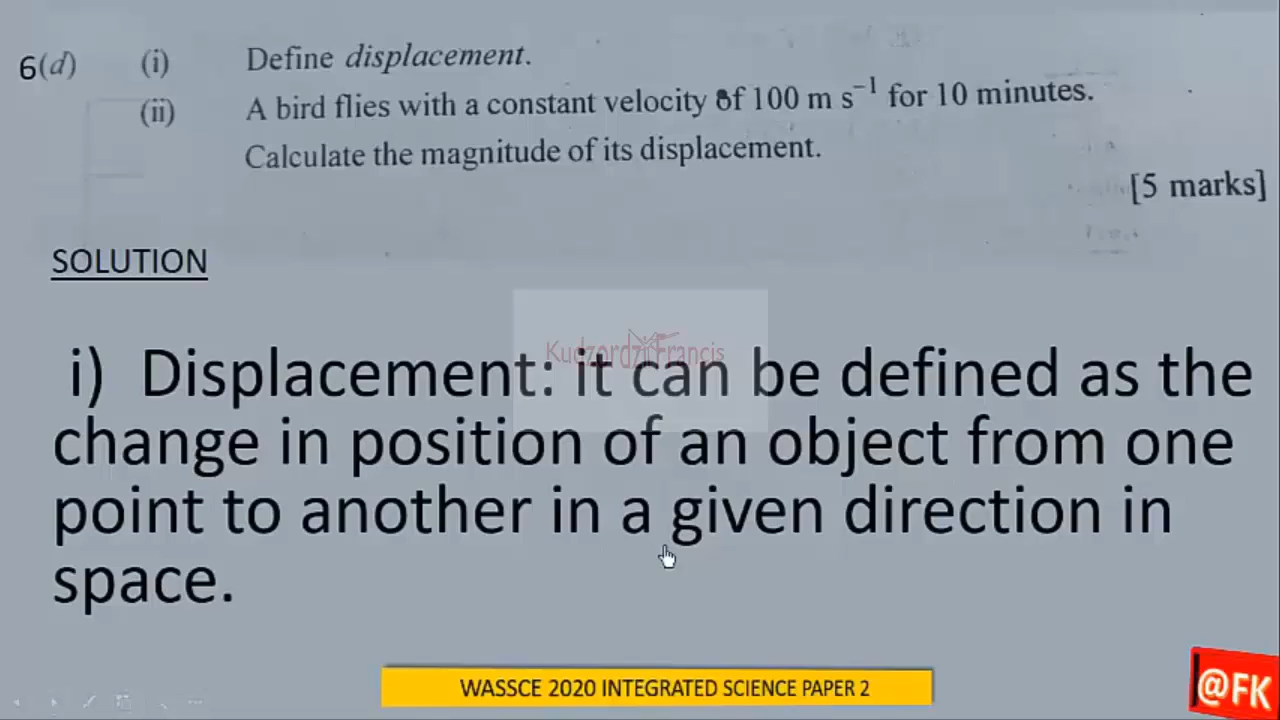 6(d) (i) Define displacement.
(ii) A bird flies with a constant velocity of 100 m s⁻¹ for 10 minutes.
Calculate the magnitude of its displacement.
[5 marks]
SOLUTION
i) Displacement: it can be defined as the
change in position of an object from one
point to another in a given direction in
space.
Kudzordzi Francis
WASSCE 2020 INTEGRATED SCIENCE PAPER 2
@FK